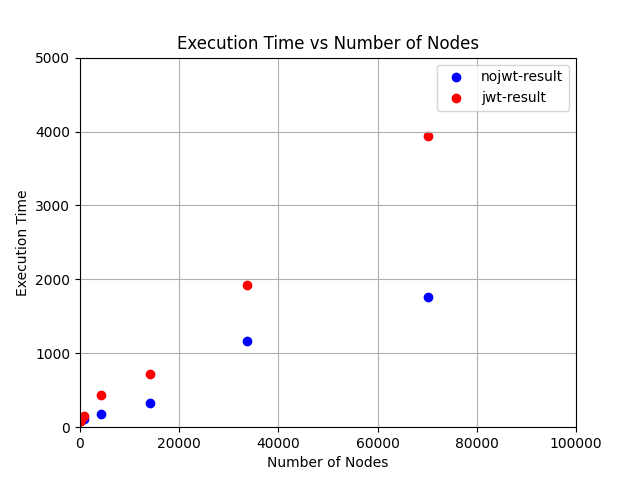 Execution Time vs Number of Nodes
nojwt-result
jwt-result
5000
4000
3000
2000
1000
0
Execution Time
0 20000 40000 60000 80000 100000
Number of Nodes